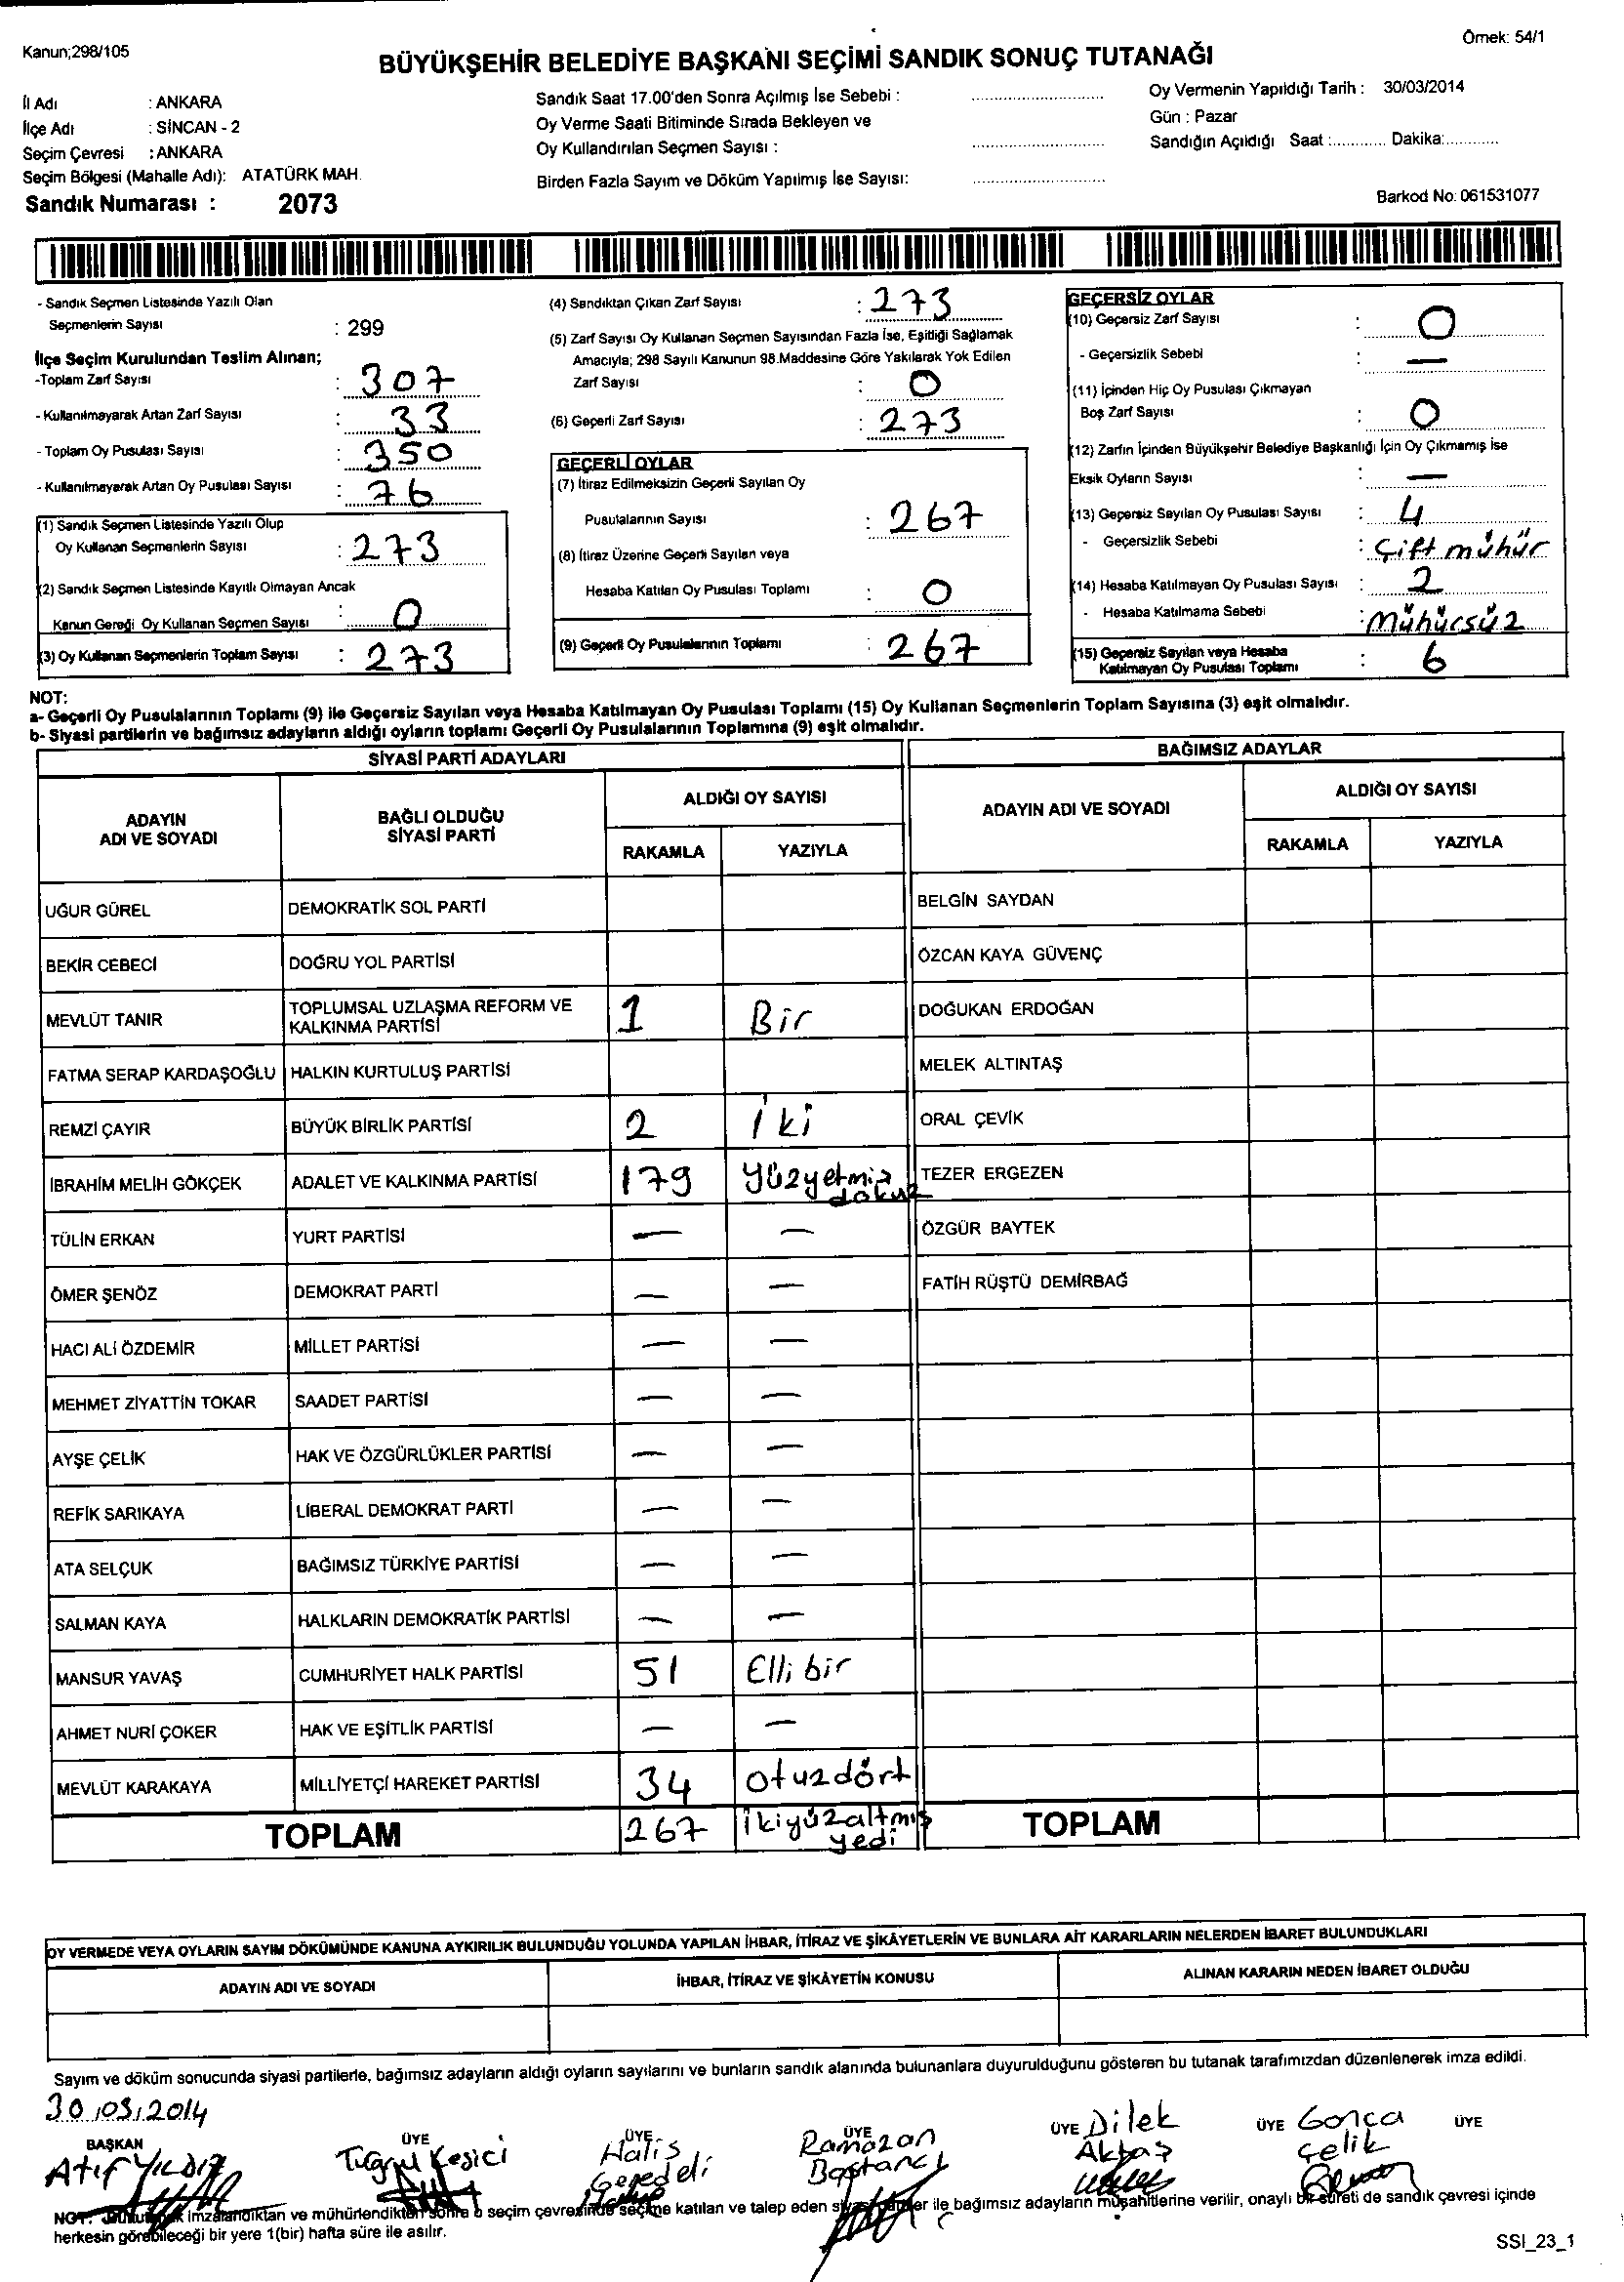 Kanun;298/105
Örnek: 54/1
BÜYÜKŞEHİR BELEDİYE BAŞKANI SEÇİMİ SANDIK SONUÇ TUTANAĞI
İl Adı : ANKARA
İlçe Adı : SİNCAN - 2
Seçim Çevresi : ANKARA
Seçim Bölgesi (Mahalle Adı): ATATÜRK MAH.
Sandık Numarası : 2073
Sandık Saat 17.00'den Sonra Açılmış İse Sebebi :
Oy Verme Saati Bitiminde Sırada Bekleyen ve
Oy Kullandırılan Seçmen Sayısı :
Birden Fazla Sayım ve Döküm Yapılmış İse Sayısı:
Oy Vermenin Yapıldığı Tarih : 30/03/2014
Gün : Pazar
Sandığın Açıldığı Saat :............ Dakika:............
Barkod No: 061531077
- Sandık Seçmen Listesinde Yazılı Olan
Seçmenlerin Sayısı : 299
İlçe Seçim Kurulundan Teslim Alınan;
-Toplam Zarf Sayısı : 307
- Kullanılmayarak Artan Zarf Sayısı : 33
- Toplam Oy Pusulası Sayısı : 350
- Kullanılmayarak Artan Oy Pusulası Sayısı : 76
(1) Sandık Seçmen Listesinde Yazılı Olup
Oy Kullanan Seçmenlerin Sayısı : 273
(2) Sandık Seçmen Listesinde Kayıtlı Olmayan Ancak
Kanun Gereği Oy Kullanan Seçmen Sayısı : 0
(3) Oy Kullanan Seçmenlerin Toplam Sayısı : 273
(4) Sandıktan Çıkan Zarf Sayısı : 273
(5) Zarf Sayısı Oy Kullanan Seçmen Sayısından Fazla İse, Eşitliği Sağlamak
Amacıyla; 298 Sayılı Kanunun 98.Maddesine Göre Yakılarak Yok Edilen
Zarf Sayısı : 0
(6) Geçerli Zarf Sayısı : 273
GEÇERLİ OYLAR
(7) İtiraz Edilmeksizin Geçerli Sayılan Oy
Pusulalarının Sayısı : 267
(8) İtiraz Üzerine Geçerli Sayılan veya
Hesaba Katılan Oy Pusulası Toplamı : 0
(9) Geçerli Oy Pusulalarının Toplamı : 267
GEÇERSİZ OYLAR
(10) Geçersiz Zarf Sayısı : 0
- Geçersizlik Sebebi : —
(11) İçinden Hiç Oy Pusulası Çıkmayan
Boş Zarf Sayısı : 0
(12) Zarfın İçinden Büyükşehir Belediye Başkanlığı İçin Oy Çıkmamış İse
Eksik Oyların Sayısı : —
(13) Geçersiz Sayılan Oy Pusulası Sayısı : 4
- Geçersizlik Sebebi : Çift mühür
(14) Hesaba Katılmayan Oy Pusulası Sayısı : 2
- Hesaba Katılmama Sebebi : Mühürsüz
(15) Geçersiz Sayılan veya Hesaba
Katılmayan Oy Pusulası Toplamı : 6
NOT:
a- Geçerli Oy Pusulalarının Toplamı (9) ile Geçersiz Sayılan veya Hesaba Katılmayan Oy Pusulası Toplamı (15) Oy Kullanan Seçmenlerin Toplam Sayısına (3) eşit olmalıdır.
b- Siyasi partilerin ve bağımsız adayların aldığı oyların toplamı Geçerli Oy Pusulalarının Toplamına (9) eşit olmalıdır.
SİYASİ PARTİ ADAYLARI
ADAYIN
ADI VE SOYADI
BAĞLI OLDUĞU
SİYASİ PARTİ
ALDIĞI OY SAYISI
RAKAMLA YAZIYLA
UĞUR GÜREL DEMOKRATİK SOL PARTİ
BEKİR CEBECİ DOĞRU YOL PARTİSİ
MEVLÜT TANIR TOPLUMSAL UZLAŞMA REFORM VE
KALKINMA PARTİSİ 1 Bir
FATMA SERAP KARDAŞOĞLU HALKIN KURTULUŞ PARTİSİ
REMZİ ÇAYIR BÜYÜK BİRLİK PARTİSİ 2 İki
İBRAHİM MELİH GÖKÇEK ADALET VE KALKINMA PARTİSİ 179 Yüzyetmiş
dokuz
TÜLİN ERKAN YURT PARTİSİ — —
ÖMER ŞENÖZ DEMOKRAT PARTİ — —
HACI ALİ ÖZDEMİR MİLLET PARTİSİ — —
MEHMET ZİYATTİN TOKAR SAADET PARTİSİ — —
AYŞE ÇELİK HAK VE ÖZGÜRLÜKLER PARTİSİ — —
REFİK SARIKAYA LİBERAL DEMOKRAT PARTİ — —
ATA SELÇUK BAĞIMSIZ TÜRKİYE PARTİSİ — —
SALMAN KAYA HALKLARIN DEMOKRATİK PARTİSİ — —
MANSUR YAVAŞ CUMHURİYET HALK PARTİSİ 51 Elli bir
AHMET NURİ ÇOKER HAK VE EŞİTLİK PARTİSİ — —
MEVLÜT KARAKAYA MİLLİYETÇİ HAREKET PARTİSİ 34 otuzdört
TOPLAM 267 İkiyüzaltmış
yedi
BAĞIMSIZ ADAYLAR
ADAYIN ADI VE SOYADI
ALDIĞI OY SAYISI
RAKAMLA YAZIYLA
BELGİN SAYDAN
ÖZCAN KAYA GÜVENÇ
DOĞUKAN ERDOĞAN
MELEK ALTINTAŞ
ORAL ÇEVİK
TEZER ERGEZEN
ÖZGÜR BAYTEK
FATİH RÜŞTÜ DEMİRBAĞ
TOPLAM
OY VERMEDE VEYA OYLARIN SAYIM DÖKÜMÜNDE KANUNA AYKIRILIK BULUNDUĞU YOLUNDA YAPILAN İHBAR, İTİRAZ VE ŞİKÂYETLERİN VE BUNLARA AİT KARARLARIN NELERDEN İBARET BULUNDUKLARI
ADAYIN ADI VE SOYADI İHBAR, İTİRAZ VE ŞİKÂYETİN KONUSU ALINAN KARARIN NEDEN İBARET OLDUĞU
Sayım ve döküm sonucunda siyasi partilerle, bağımsız adayların aldığı oyların sayılarını ve bunların sandık alanında bulunanlara duyurulduğunu gösteren bu tutanak tarafımızdan düzenlenerek imza edildi.
30/03/2014
BAŞKAN ÜYE ÜYE ÜYE ÜYE ÜYE ÜYE
Atıf Yıldız
Tuğrul Kesici
Halis
Geredeli
Ramazan
Bostancı
Dilek
Aktaş
Gonca
Çelik
NOT: imzalandıktan ve mühürlendikten sonra o seçim çevresinde seçime katılan ve talep eden siyasi partiler ile bağımsız adayların müşahitlerine verilir, onaylı bir sureti de sandık çevresi içinde
herkesin görebileceği bir yere 1(bir) hafta süre ile asılır.
SSI_23_1